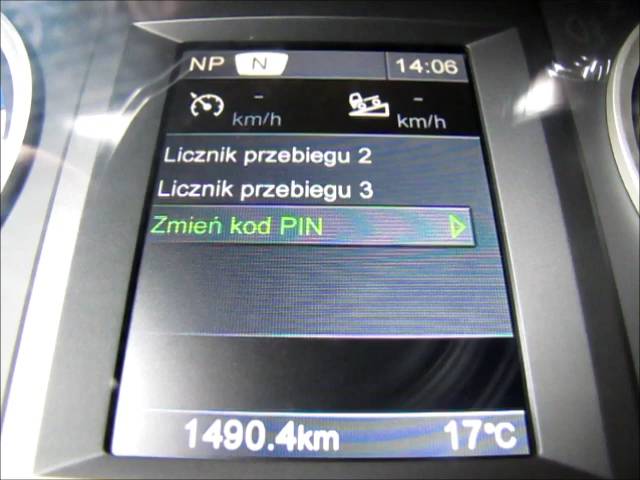 NP N 14:06
- -
km/h km/h
Licznik przebiegu 2
Licznik przebiegu 3
Zmień kod PIN
1490.4km 17°C